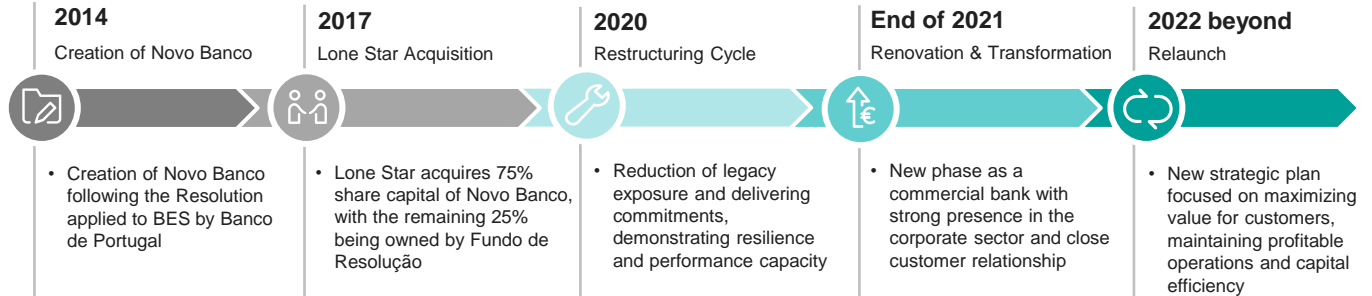 2014
Creation of Novo Banco
• Creation of Novo Banco
following the Resolution
applied to BES by Banco
de Portugal
2017
Lone Star Acquisition
• Lone Star acquires 75%
share capital of Novo Banco,
with the remaining 25%
being owned by Fundo de
Resolução
2020
Restructuring Cycle
• Reduction of legacy
exposure and delivering
commitments,
demonstrating resilience
and performance capacity
End of 2021
Renovation & Transformation
€
• New phase as a
commercial bank with
strong presence in the
corporate sector and close
customer relationship
2022 beyond
Relaunch
• New strategic plan
focused on maximizing
value for customers,
maintaining profitable
operations and capital
efficiency